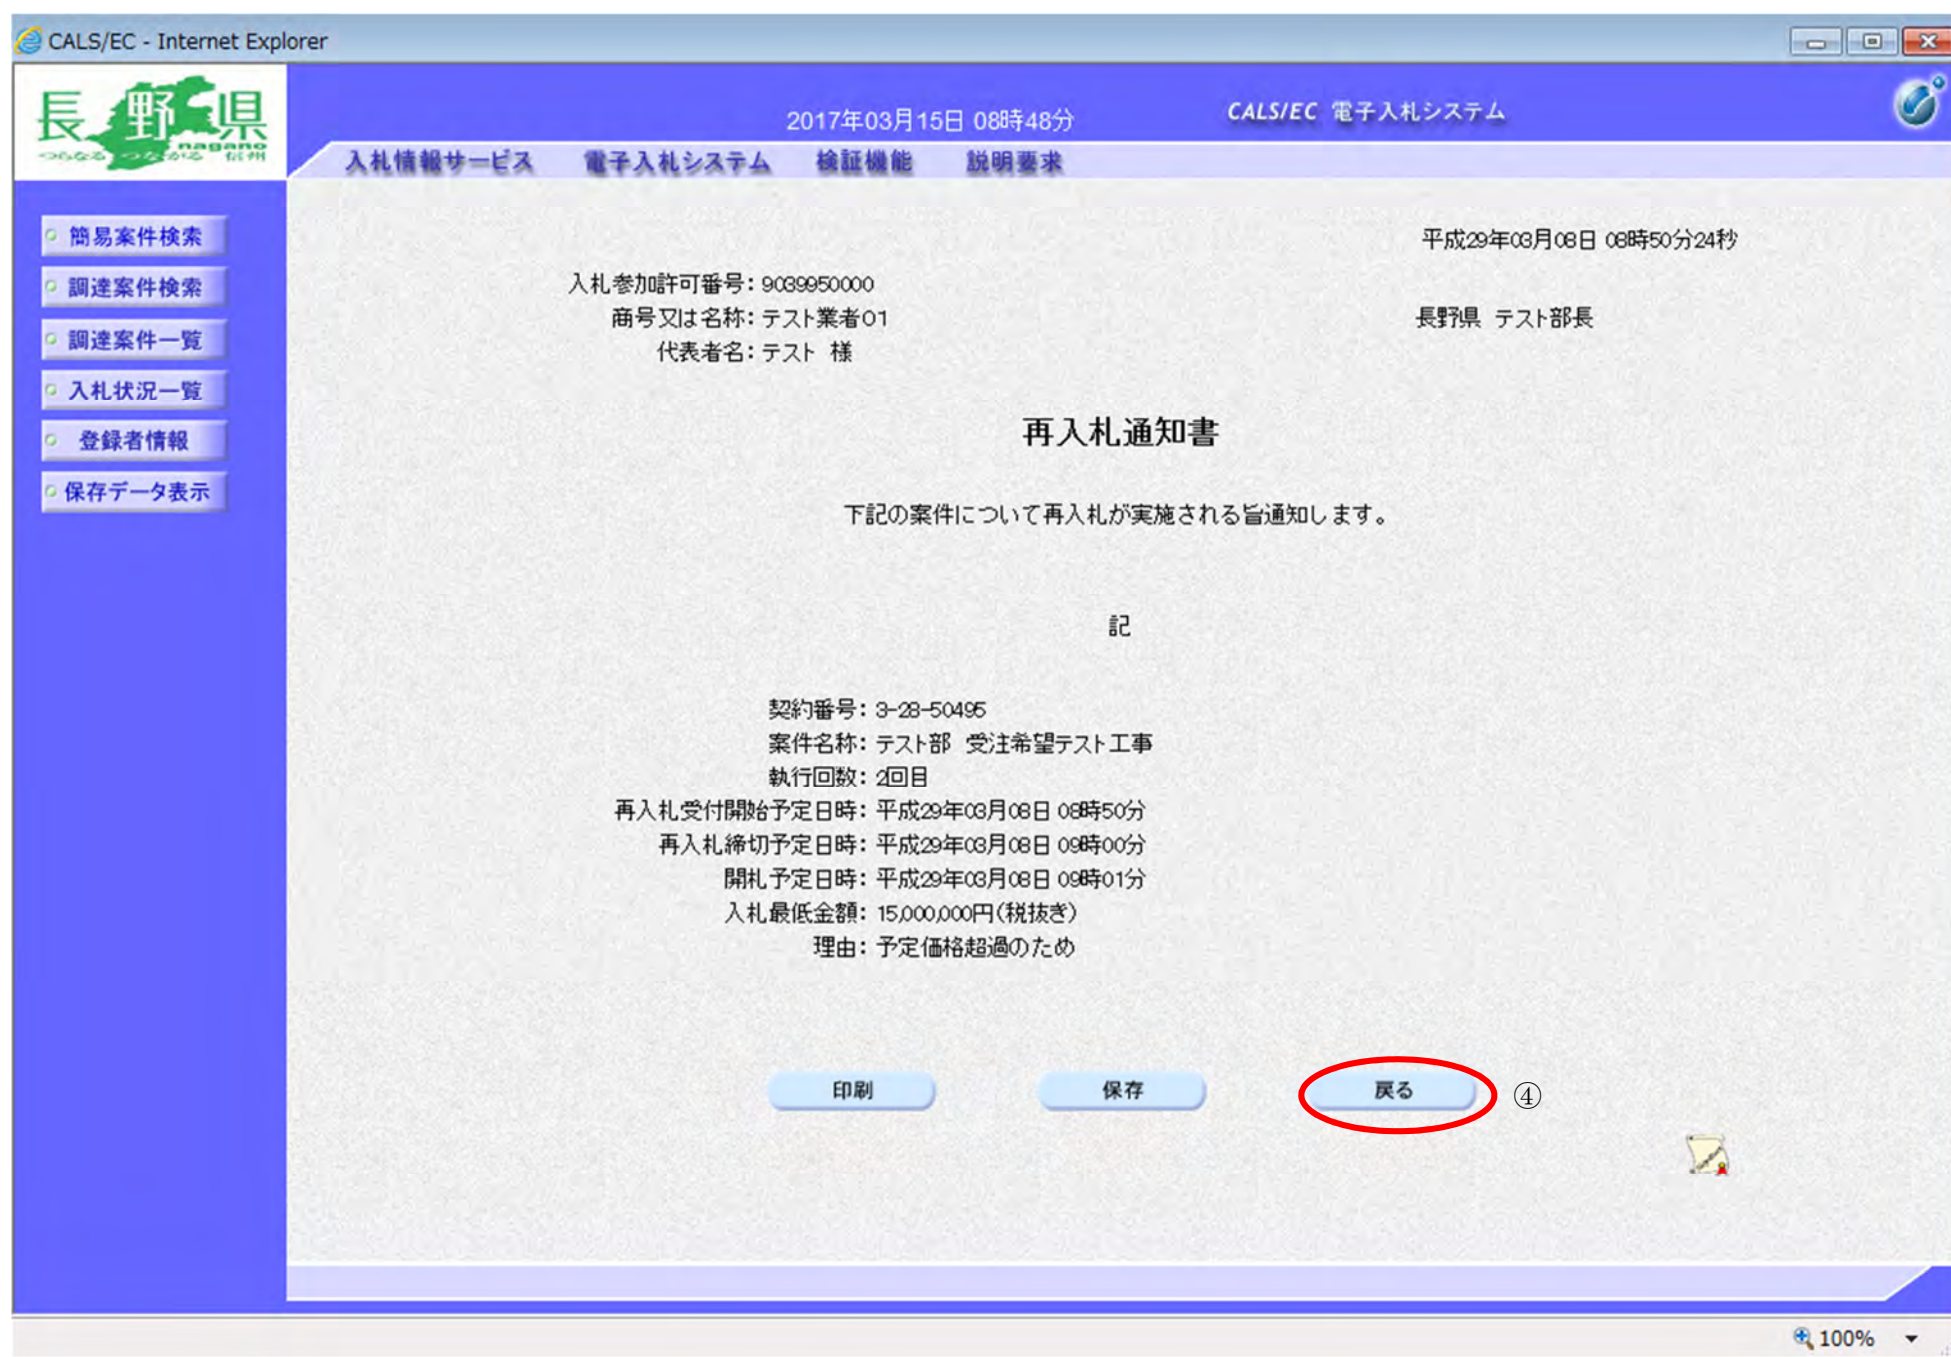 CALS/EC - Internet Explorer
長野県
nagano
つらなる つながる 信州
2017年03月15日 08時48分
CALS/EC 電子入札システム
入札情報サービス 電子入札システム 検証機能 説明要求
簡易案件検索
調達案件検索
調達案件一覧
入札状況一覧
登録者情報
保存データ表示
平成29年03月08日 08時50分24秒
入札参加許可番号：9039950000
商号又は名称：テスト業者01
長野県 テスト部長
代表者名：テスト 様
再入札通知書
下記の案件について再入札が実施される旨通知します。
記
契約番号：3-28-50495
案件名称：テスト部 受注希望テスト工事
執行回数：2回目
再入札受付開始予定日時：平成29年03月08日 08時50分
再入札締切予定日時：平成29年03月08日 09時00分
開札予定日時：平成29年03月08日 09時01分
入札最低金額：15,000,000円（税抜き）
理由：予定価格超過のため
印刷 保存 戻る ④
100%